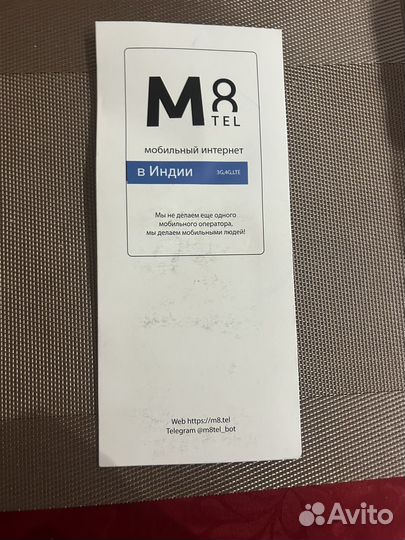 M8
TEL
мобильный интернет
в Индии 3G,4G,LTE
Мы не делаем еще одного
мобильного оператора,
мы делаем мобильными людей!
Web https://m8.tel
Telegram @m8tel_bot
Avito